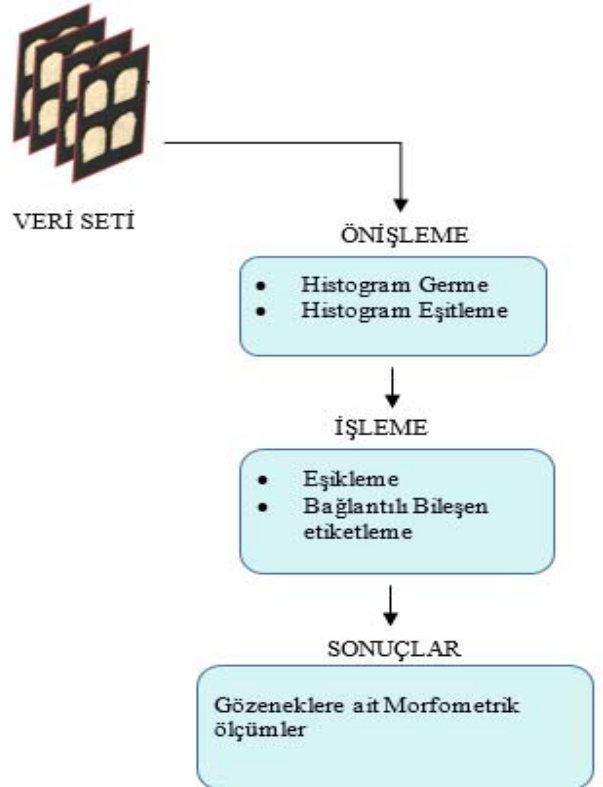 VERİ SETİ
ÖNİŞLEME
• Histogram Germe
• Histogram Eşitleme
İŞLEME
• Eşikleme
• Bağlantılı Bileşen
etiketleme
SONUÇLAR
Gözeneklere ait Morfometrik
ölçümler